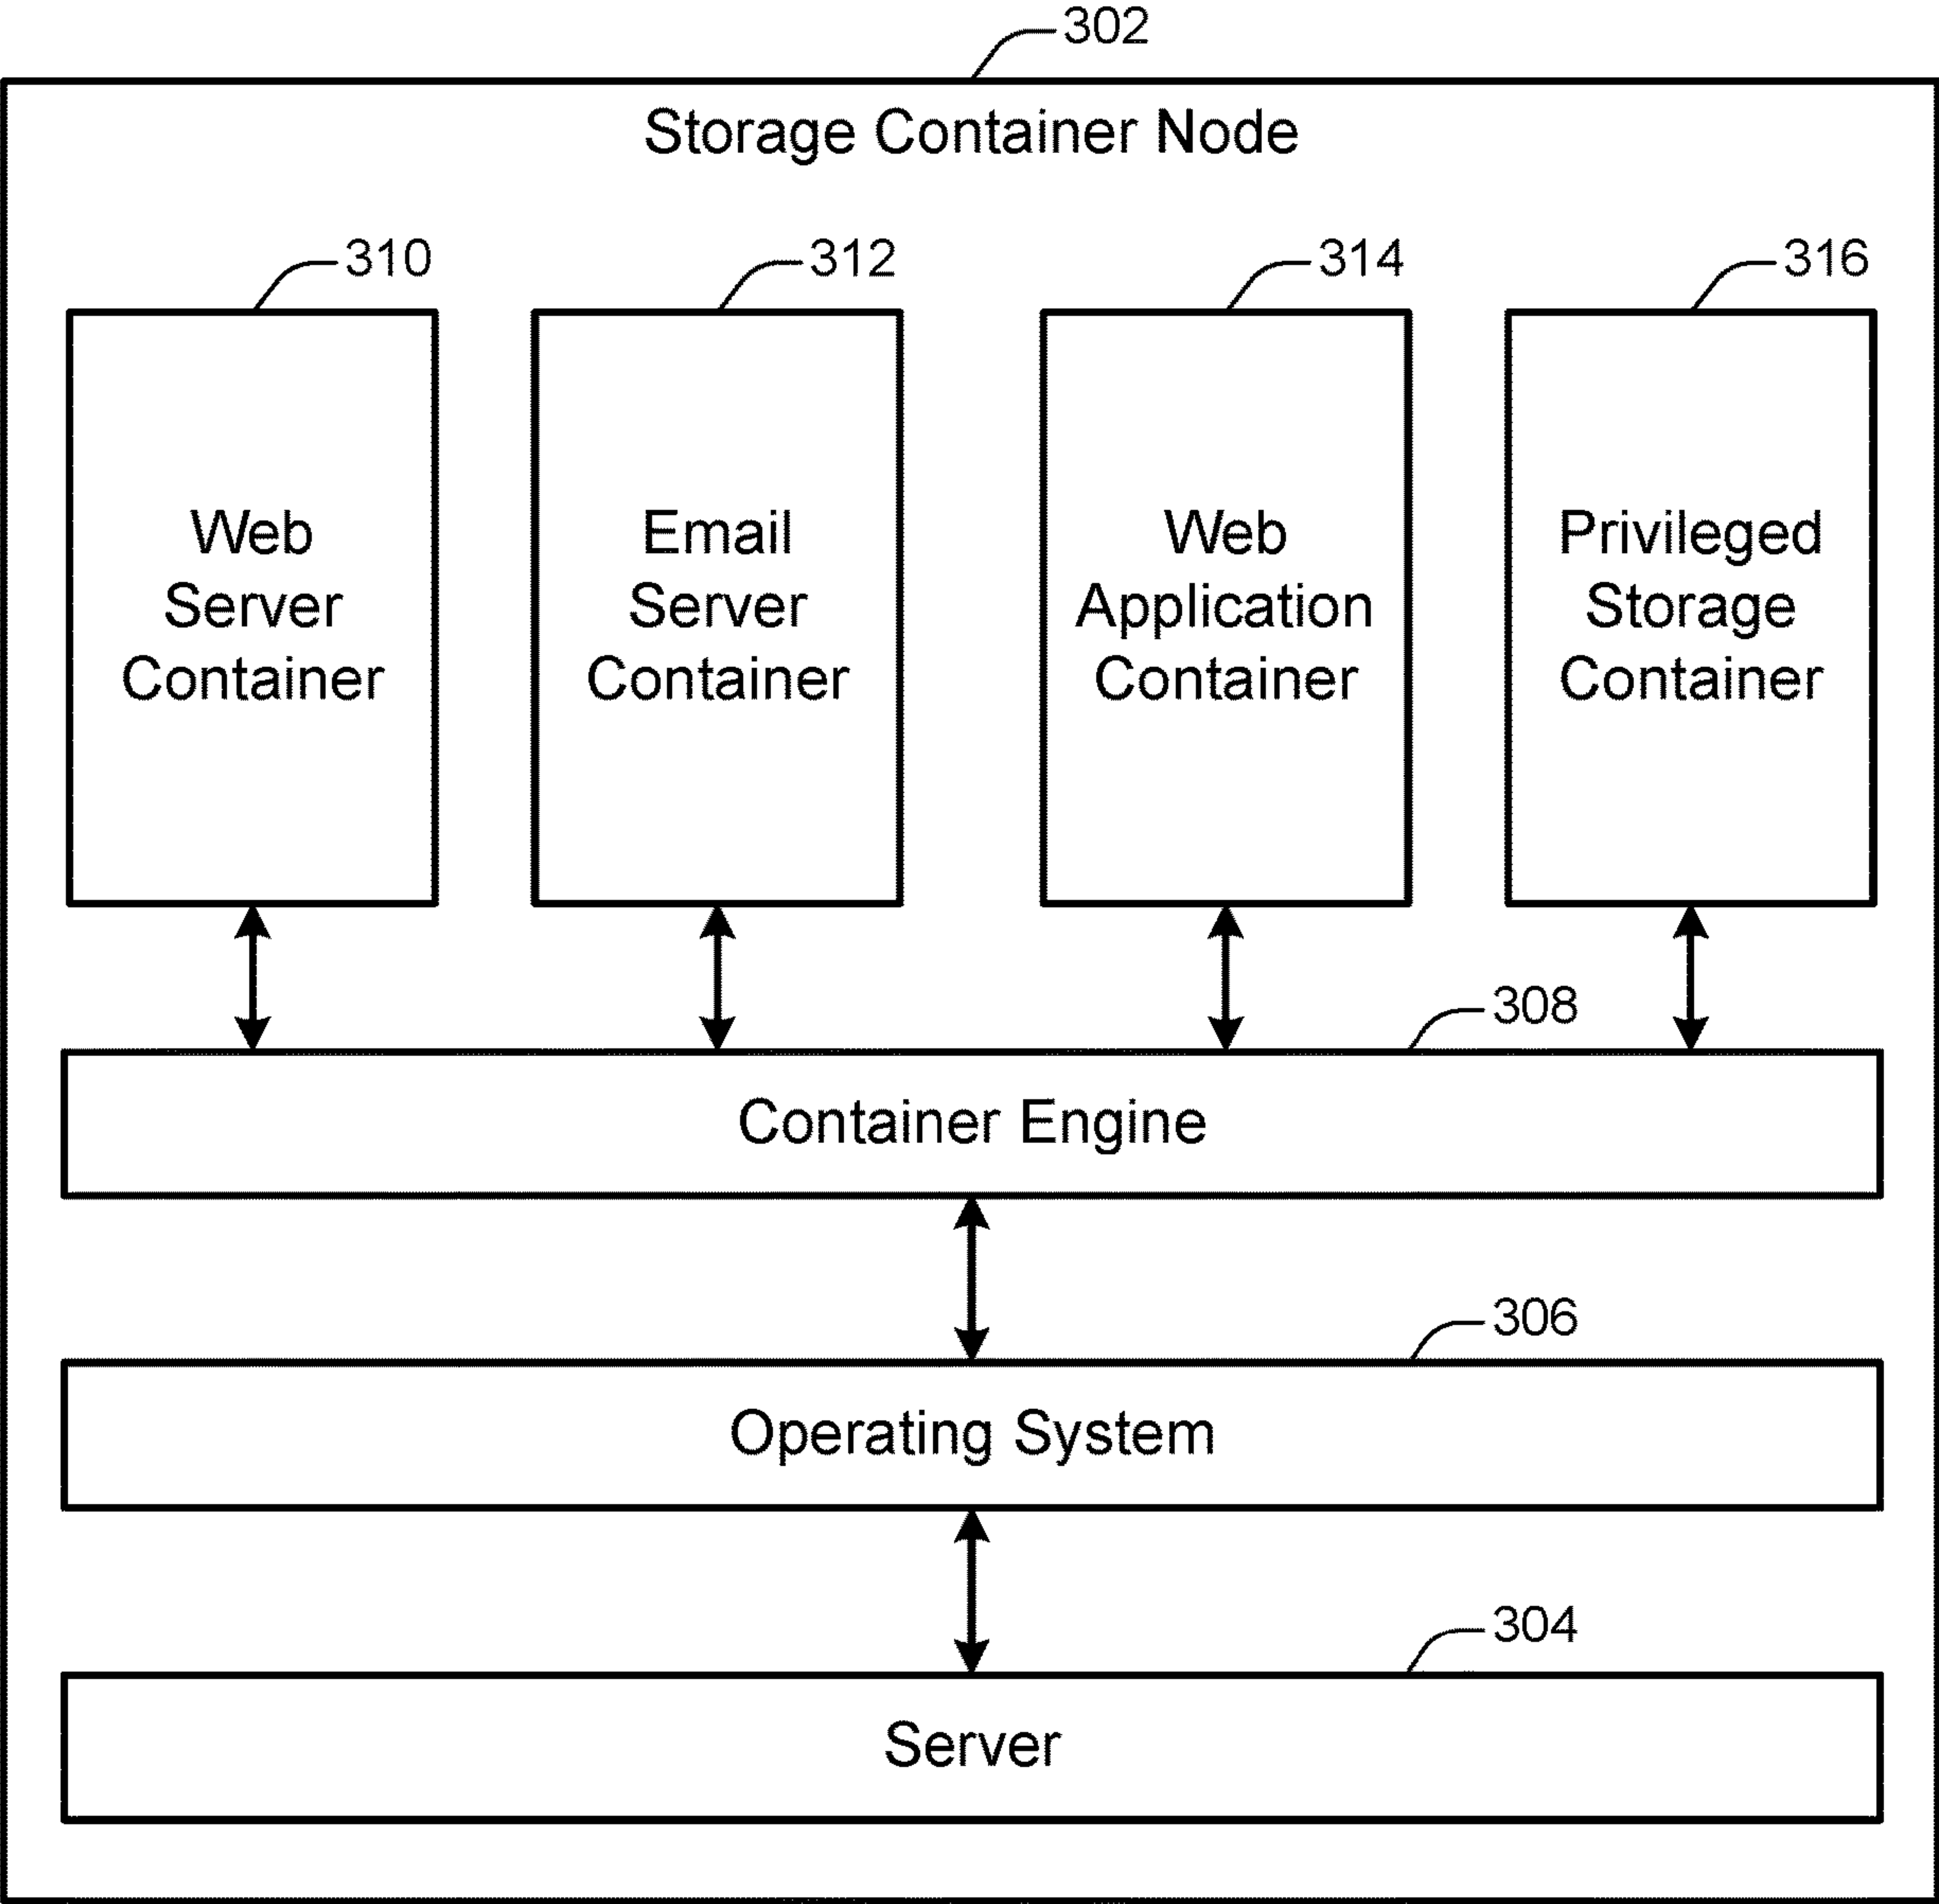 302
Storage Container Node
310
312
314
316
Web
Server
Container
Email
Server
Container
Web
Application
Container
Privileged
Storage
Container
308
Container Engine
306
Operating System
304
Server